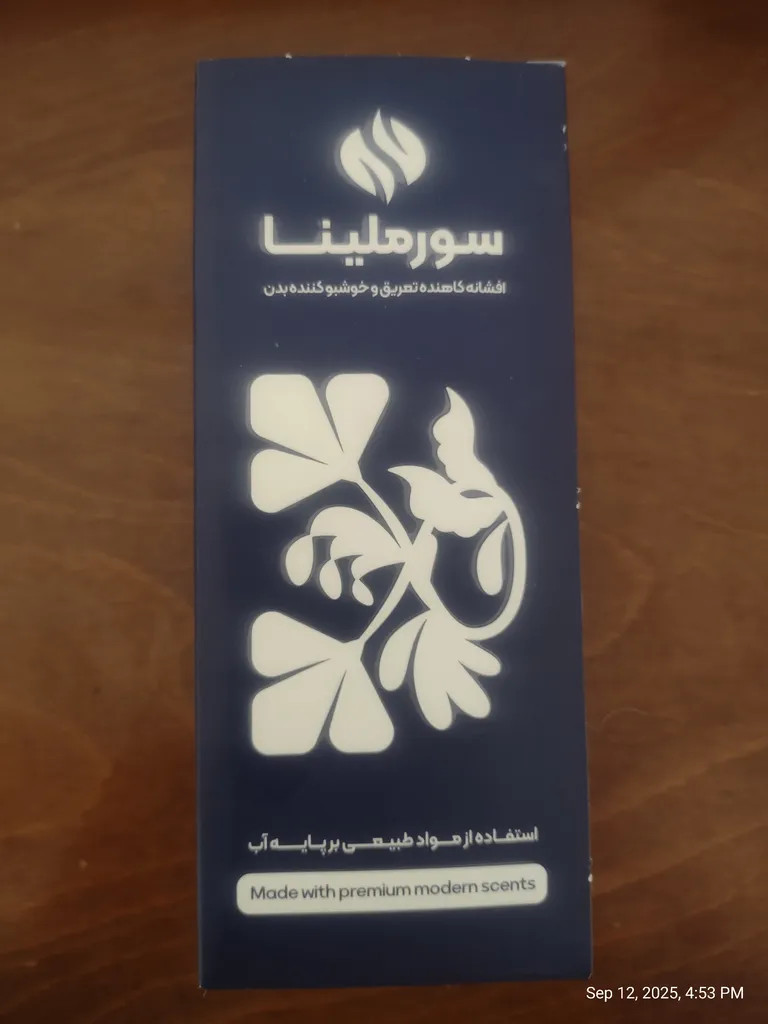 سورملینا
افشانه کاهنده تعریق و خوشبو کننده بدن
استفاده از مواد طبیعی بر پایه آب
Made with premium modern scents
Sep 12, 2025, 4:53 PM